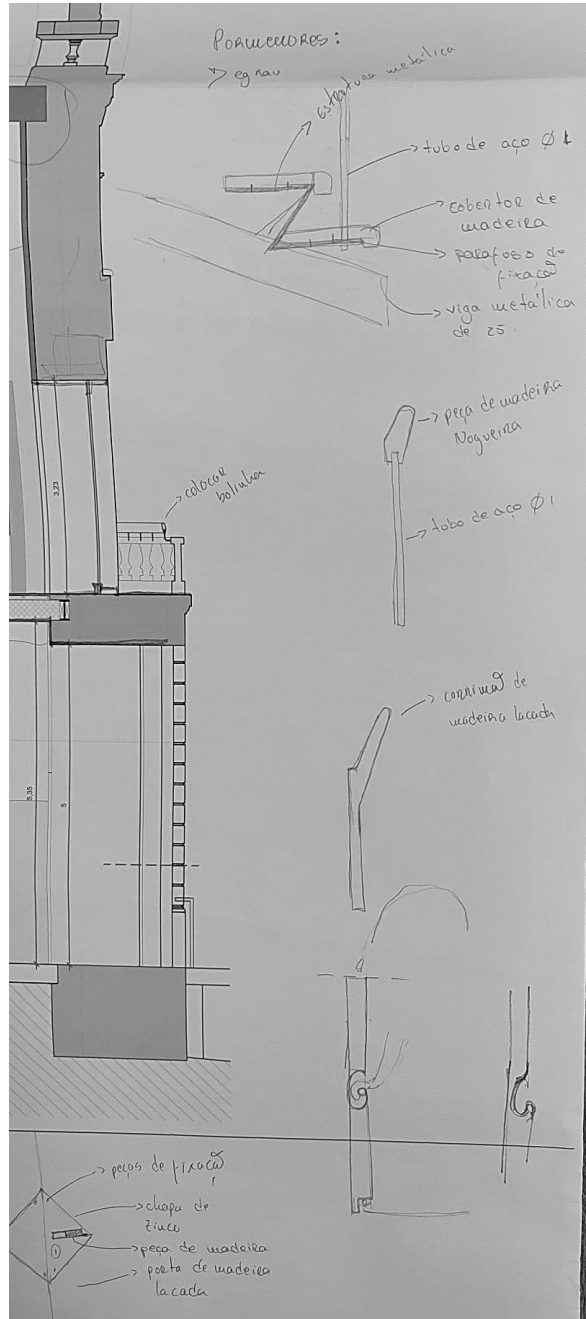 PORMENORES:
estrutura metálica
tubo de aço Ø 1
cobertor de
madeira
parafuso de
fixação
viga metálica
de 25.
peça de madeira
Nogueira
tubo de aço Ø 1
colocar
bolinha
3,23
corrimão de
madeira lacada
5,35
5
peças de fixação
chapa de
zinco
peça de madeira
porta de madeira
lacada
1